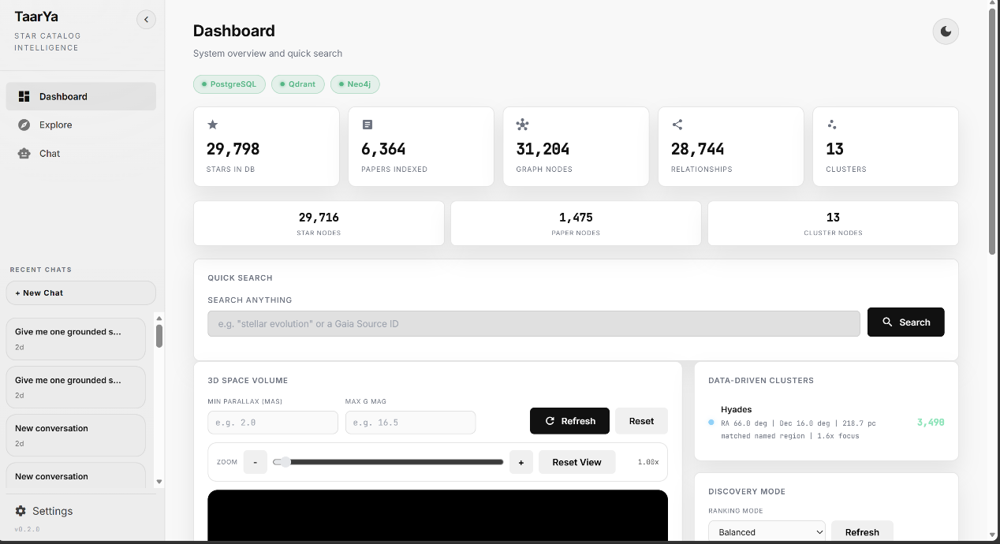 TaarYa
STAR CATALOG
INTELLIGENCE
Dashboard
Explore
Chat
RECENT CHATS
+ New Chat
Give me one grounded s...
2d
Give me one grounded s...
2d
New conversation
2d
New conversation
Settings
v0.2.0
Dashboard
System overview and quick search
PostgreSQL
Qdrant
Neo4j
29,798
STARS IN DB
6,364
PAPERS INDEXED
31,204
GRAPH NODES
28,744
RELATIONSHIPS
13
CLUSTERS
29,716
STAR NODES
1,475
PAPER NODES
13
CLUSTER NODES
QUICK SEARCH
SEARCH ANYTHING
e.g. "stellar evolution" or a Gaia Source ID
Search
3D SPACE VOLUME
MIN PARALLAX (MAS)
e.g. 2.0
MAX G MAG
e.g. 16.5
Refresh
Reset
ZOOM
-
+
Reset View
1.00x
DATA-DRIVEN CLUSTERS
Hyades
RA 66.0 deg | Dec 16.0 deg | 218.7 pc
matched named region | 1.6x focus
3,490
DISCOVERY MODE
RANKING MODE
Balanced
Refresh